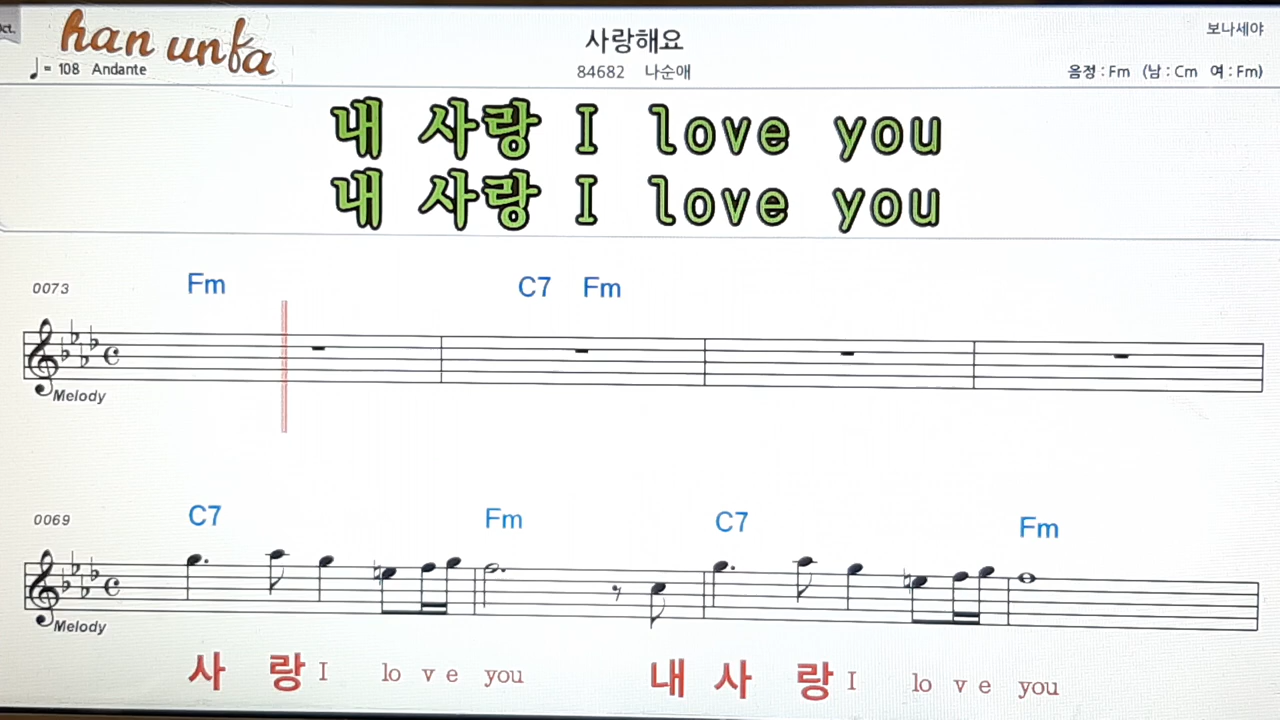 ct.
han unfa
사랑해요
보나세야
♩= 108 Andante
84682 나순애
음정 : Fm (남 : Cm 여 : Fm)
내 사랑 I love you
내 사랑 I love you
0073 Fm C7 Fm
Melody
0069 C7 Fm C7 Fm
Melody
사 랑 I lo v e you 내 사 랑 I lo v e you